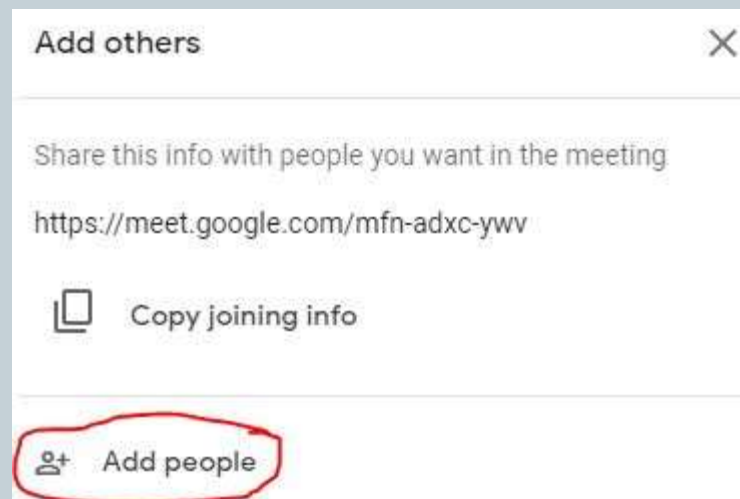 Add others
Share this info with people you want in the meeting
https://meet.google.com/mfn-adxc-ywv
Copy joining info
Add people